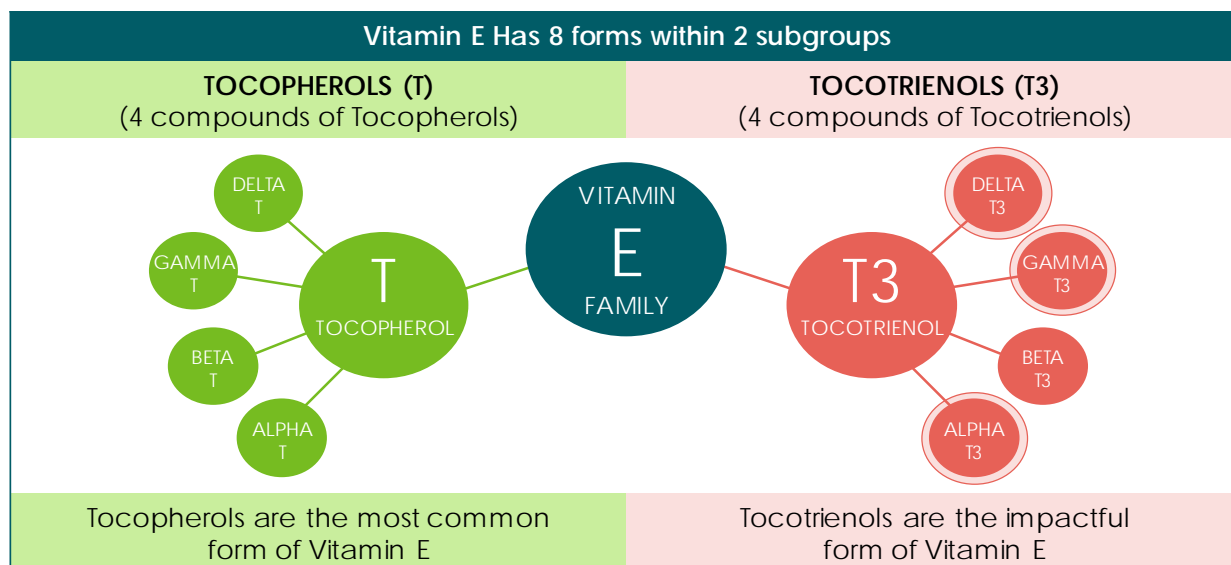 Vitamin E Has 8 forms within 2 subgroups
TOCOPHEROLS (T)
(4 compounds of Tocopherols)
TOCOTRIENOLS (T3)
(4 compounds of Tocotrienols)
DELTA
T
GAMMA
T
BETA
T
ALPHA
T
T
TOCOPHEROL
VITAMIN
E
FAMILY
T3
TOCOTRIENOL
DELTA
T3
GAMMA
T3
BETA
T3
ALPHA
T3
Tocopherols are the most common
form of Vitamin E
Tocotrienols are the impactful
form of Vitamin E